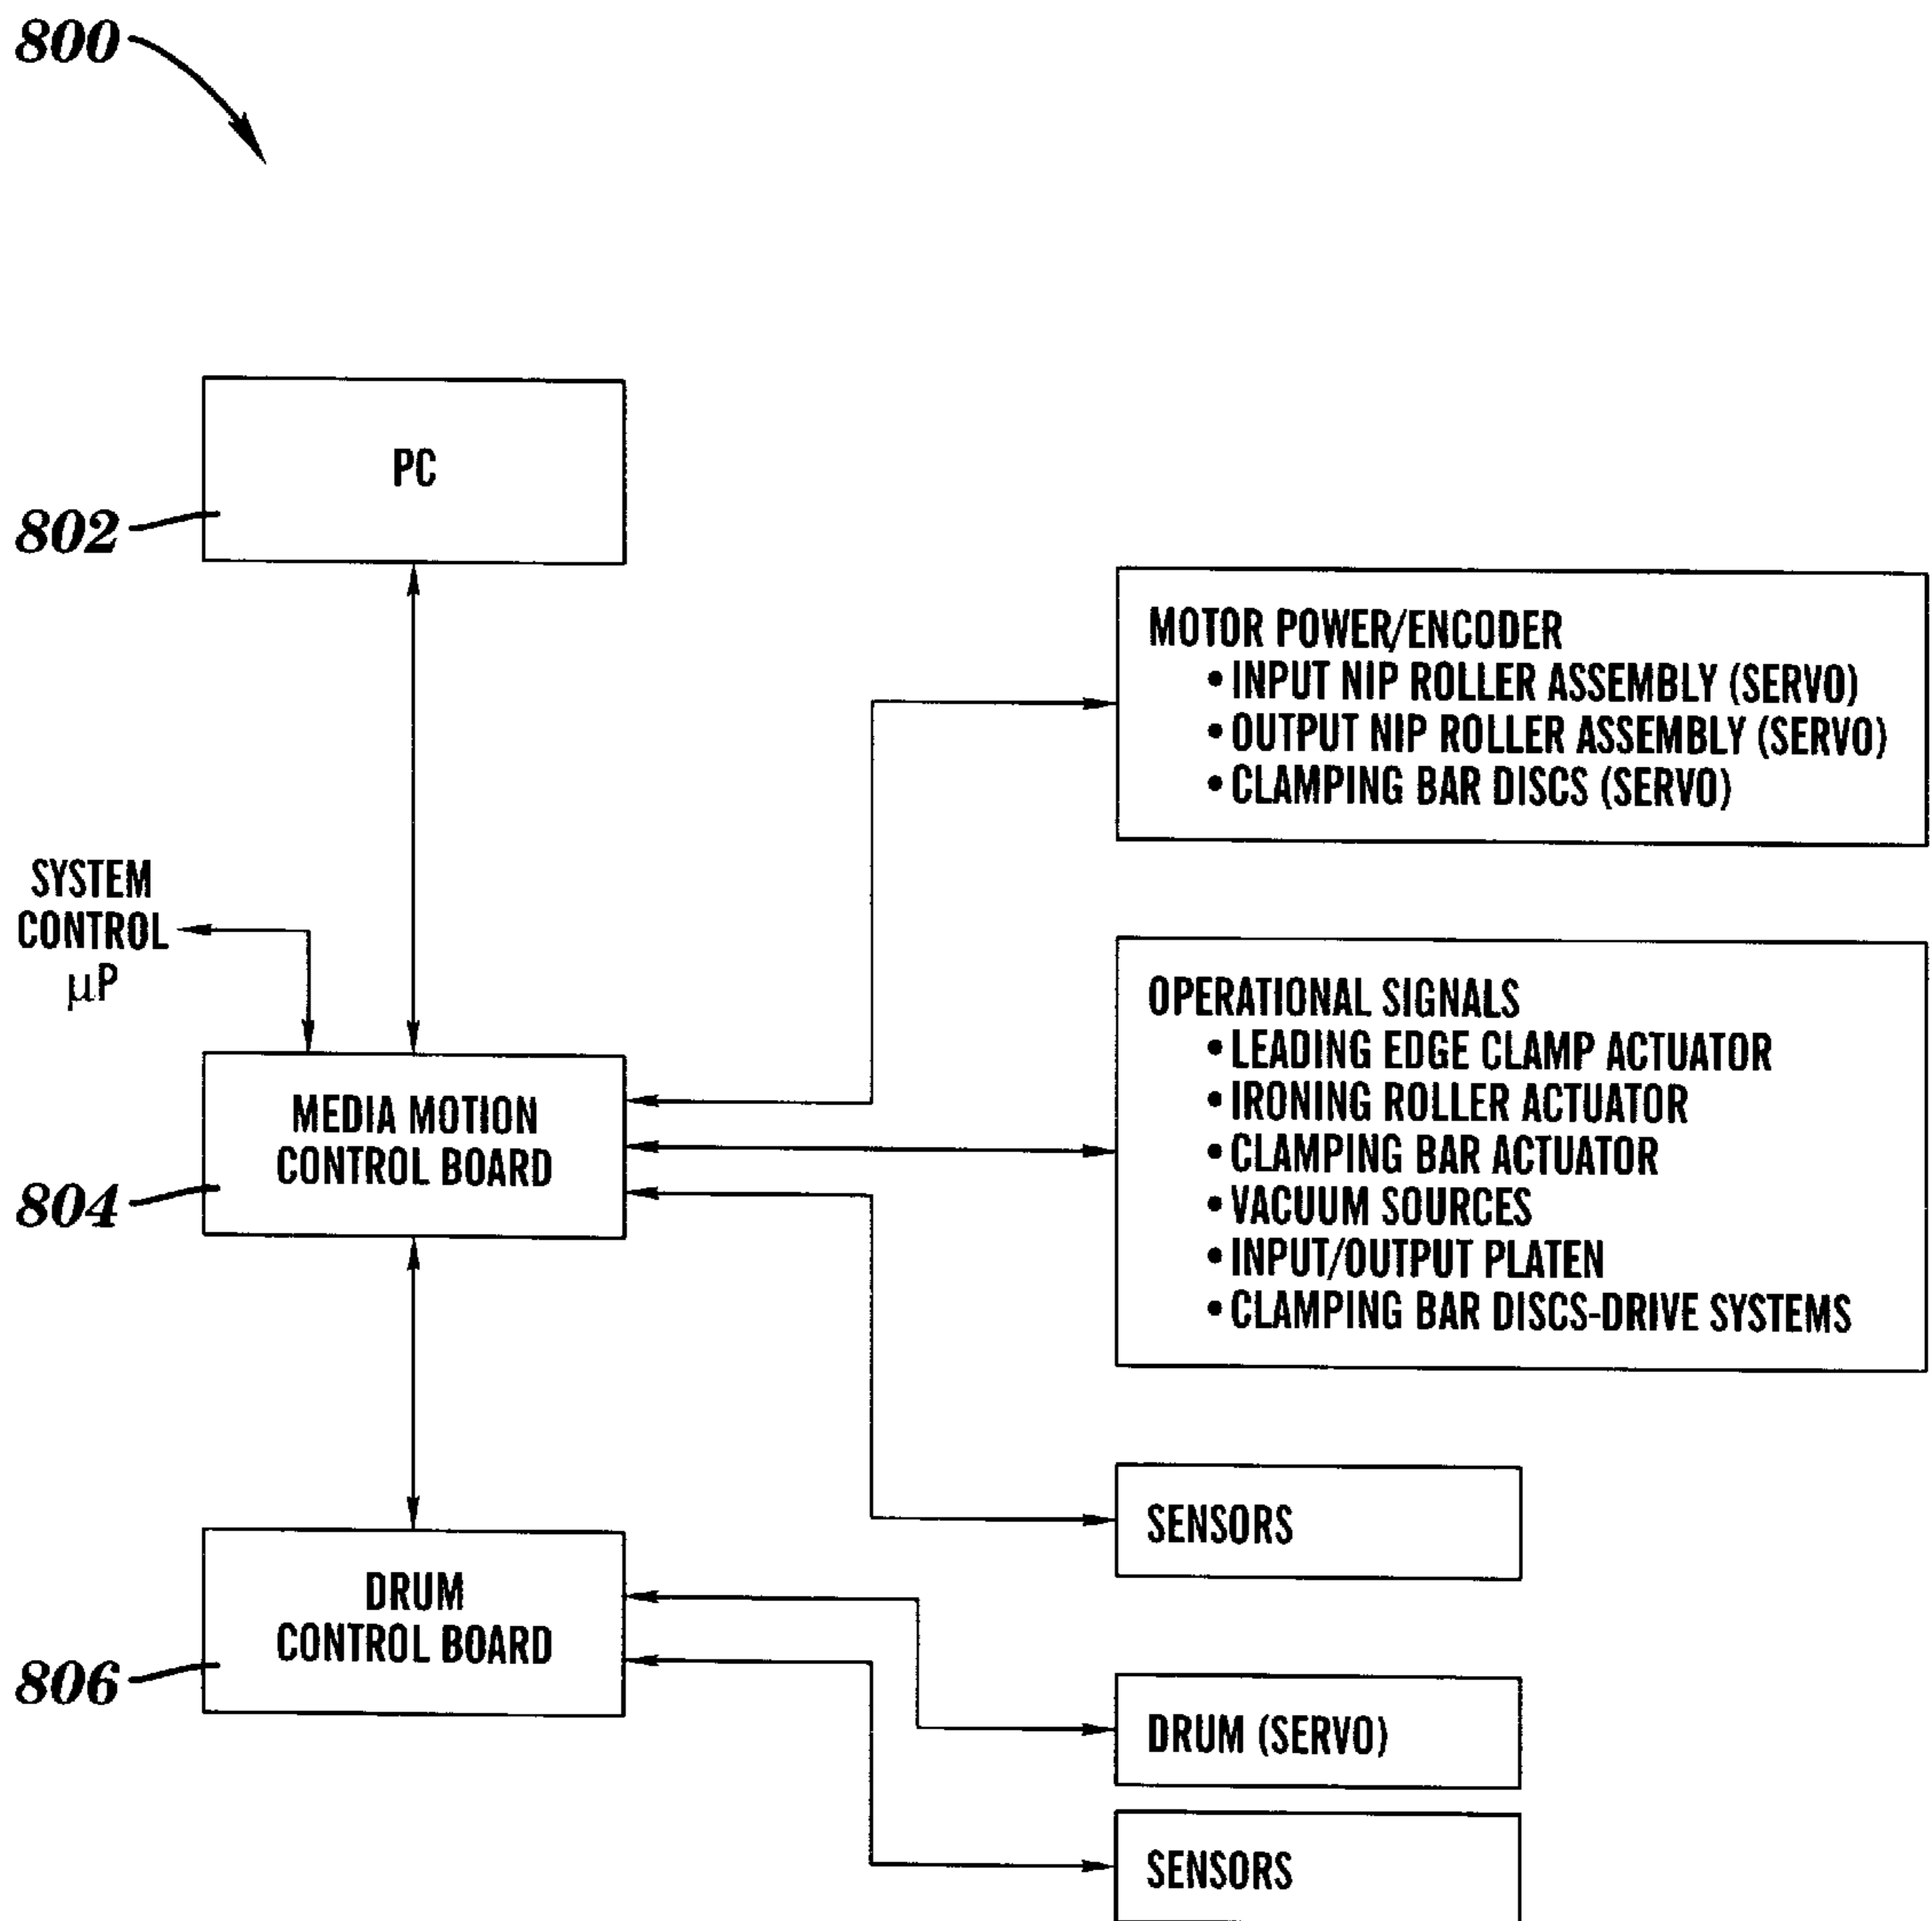 800
PC
802
MOTOR POWER/ENCODER
• INPUT NIP ROLLER ASSEMBLY (SERVO)
• OUTPUT NIP ROLLER ASSEMBLY (SERVO)
• CLAMPING BAR DISCS (SERVO)
SYSTEM
CONTROL
μP
OPERATIONAL SIGNALS
• LEADING EDGE CLAMP ACTUATOR
• IRONING ROLLER ACTUATOR
• CLAMPING BAR ACTUATOR
• VACUUM SOURCES
• INPUT/OUTPUT PLATEN
• CLAMPING BAR DISCS-DRIVE SYSTEMS
MEDIA MOTION
CONTROL BOARD
804
SENSORS
DRUM
CONTROL BOARD
806
DRUM (SERVO)
SENSORS